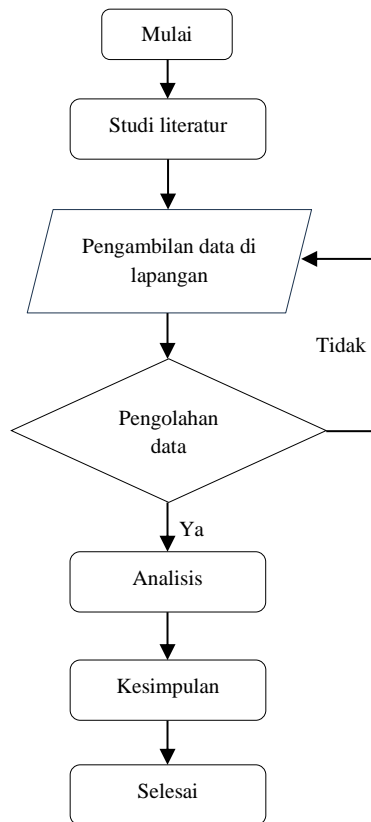 Mulai
Studi literatur
Pengambilan data di
lapangan
Tidak
Pengolahan
data
Ya
Analisis
Kesimpulan
Selesai